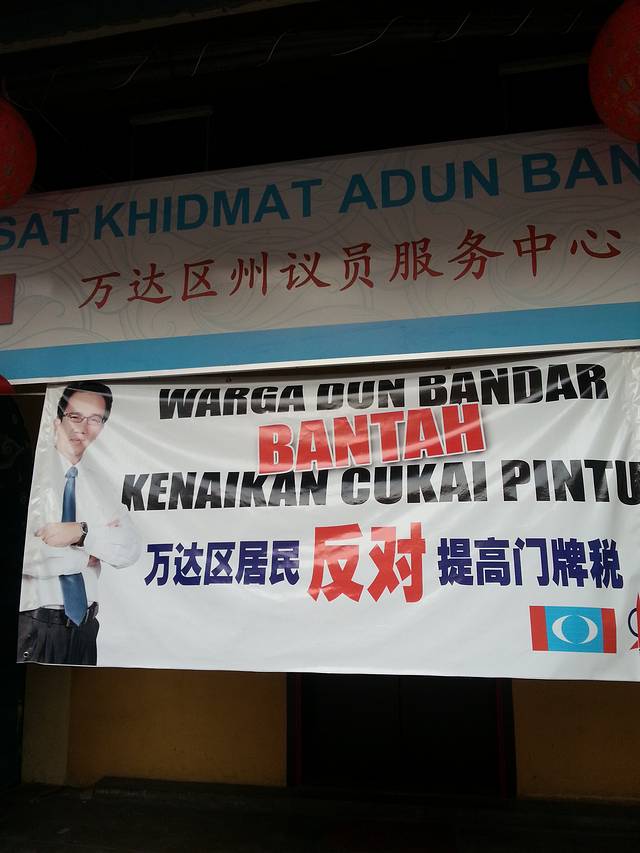 SAT KHIDMAT ADUN BAN
万达区州议员服务中心
WARGA DUN BANDAR
BANTAH
KENAIKAN CUKAI PINTU
万达区居民 反对 提高门牌税